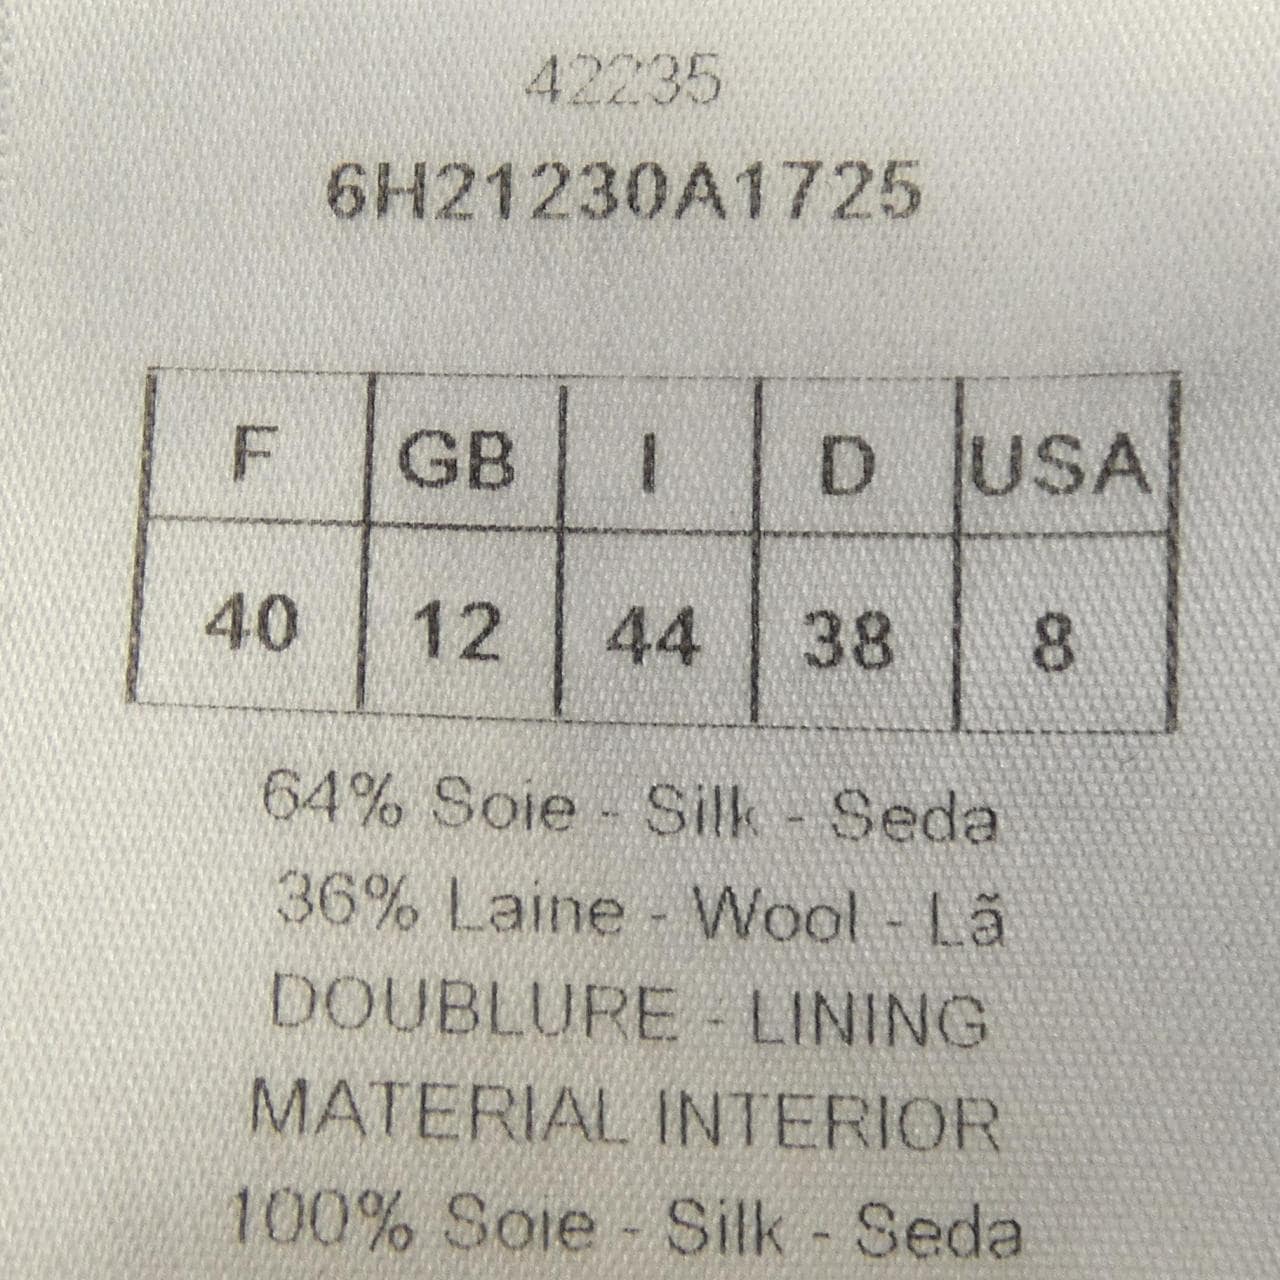 42235
6H21230A1725
F GB I D USA
40 12 44 38 8
64% Soie - Silk - Seda
36% Laine - Wool - Lã
DOUBLURE - LINING
MATERIAL INTERIOR
100% Soie - Silk - Seda